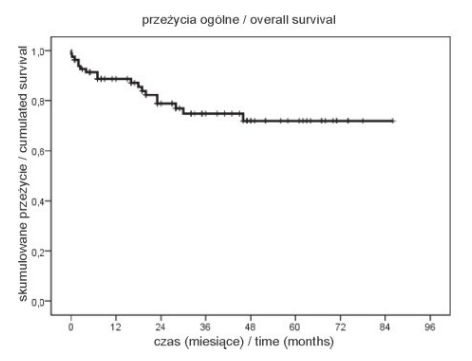 przeżycia ogólne / overall survival
skumulowane przeżycie / cumulated survival
1,0
0,8
0,6
0,4
0,2
0,0
0 12 24 36 48 60 72 84 96
czas (miesiące) / time (months)